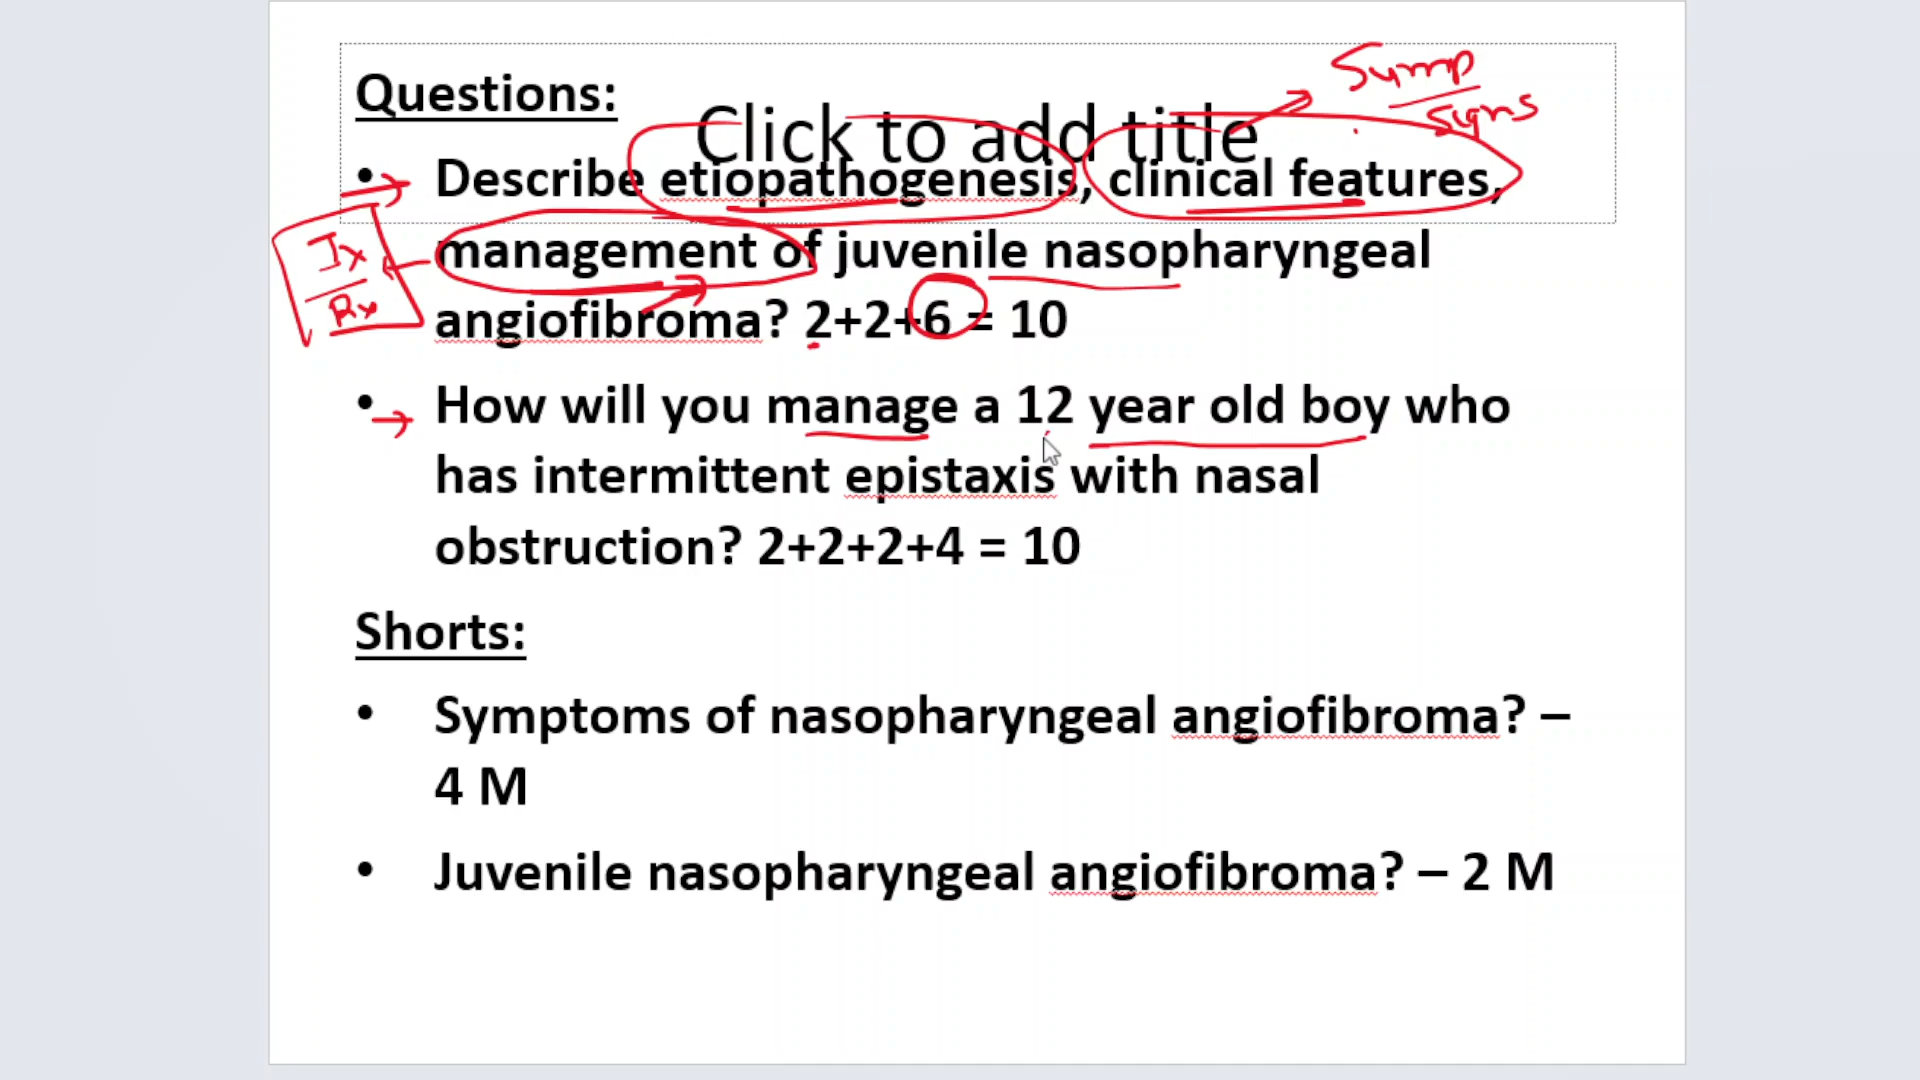 Questions:
Click to add title
Symp
Signs
• Describe etiopathogenesis, clinical features,
management of juvenile nasopharyngeal
angiofibroma? 2+2+6 = 10
Ix
Rx
• How will you manage a 12 year old boy who
has intermittent epistaxis with nasal
obstruction? 2+2+2+4 = 10
Shorts:
• Symptoms of nasopharyngeal angiofibroma? –
4 M
• Juvenile nasopharyngeal angiofibroma? – 2 M